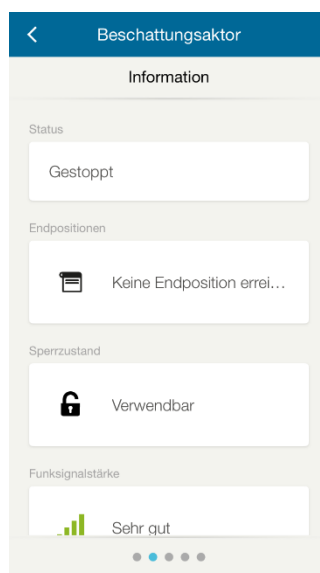 Beschattungsaktor
Information
Status
Gestoppt
Endpositionen
Keine Endposition errei...
Sperrzustand
Verwendbar
Funksignalstärke
Sehr gut